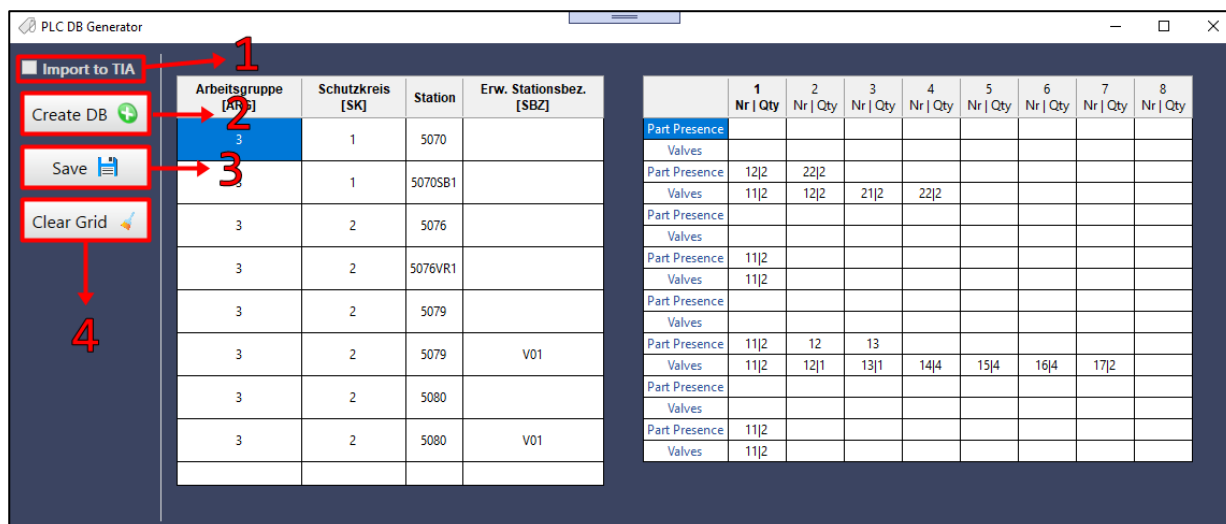 PLC DB Generator
Import to TIA 1
Create DB 2
Save 3
Clear Grid
4
Arbeitsgruppe [ARG] Schutzkreis [SK] Station Erw. Stationsbez. [SBZ]
3 1 5070
3 1 5070SB1
3 2 5076
3 2 5076VR1
3 2 5079
3 2 5079 V01
3 2 5080
3 2 5080 V01
1 2 3 4 5 6 7 8
Nr | Qty Nr | Qty Nr | Qty Nr | Qty Nr | Qty Nr | Qty Nr | Qty Nr | Qty
Part Presence
Valves
Part Presence 12|2 22|2
Valves 11|2 12|2 21|2 22|2
Part Presence
Valves
Part Presence 11|2
Valves 11|2
Part Presence
Valves
Part Presence 11|2 12 13
Valves 11|2 12|1 13|1 14|4 15|4 16|4 17|2
Part Presence
Valves
Part Presence 11|2
Valves 11|2